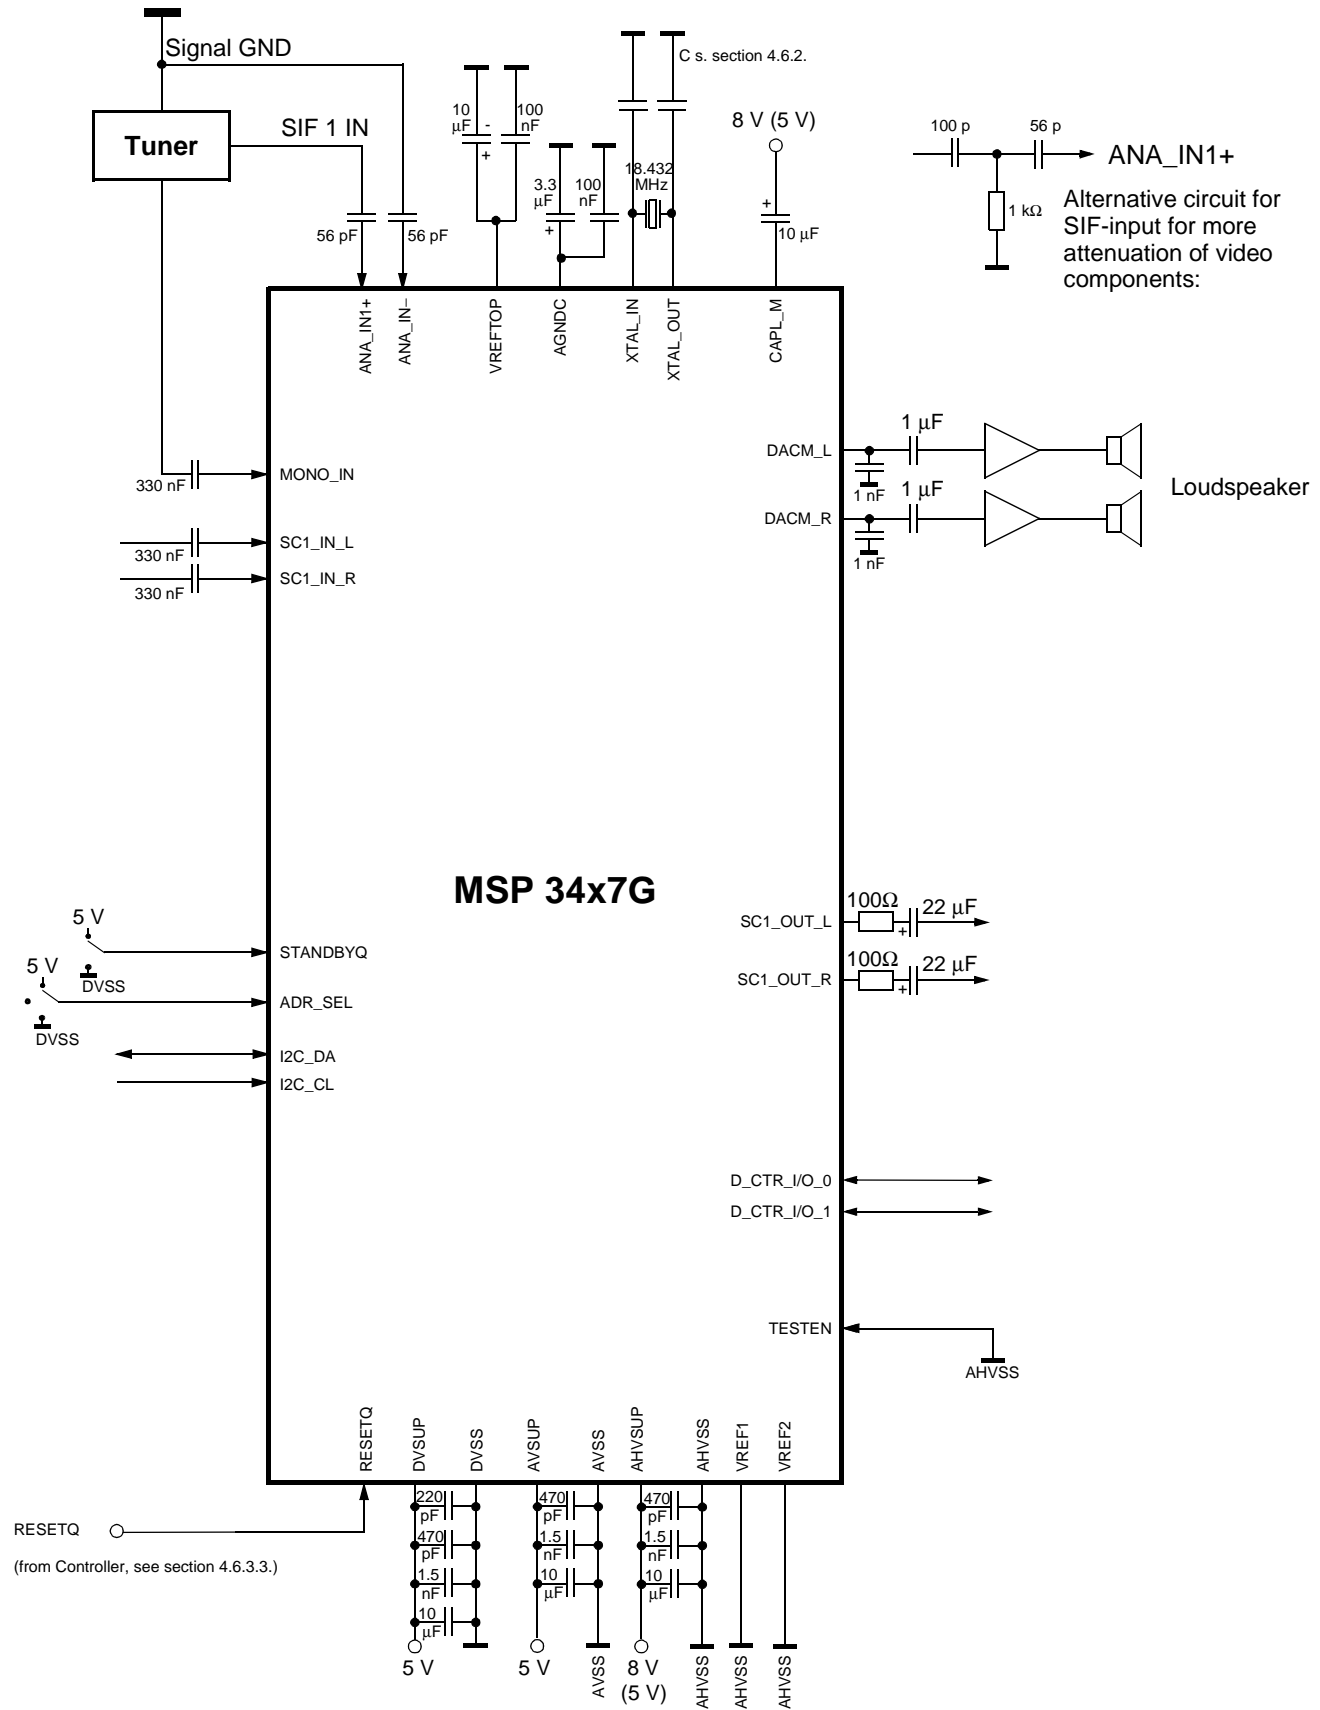 Signal GND
C s. section 4.6.2.
Tuner
SIF 1 IN
10
μF
-
+
100
nF
8 V (5 V)
100 p
56 p
ANA_IN1+
3.3
μF
+
100
nF
18.432
MHz
+
10 μF
1 kΩ
Alternative circuit for
SIF-input for more
attenuation of video
components:
56 pF
56 pF
ANA_IN1+
ANA_IN−
VREFTOP
AGNDC
XTAL_IN
XTAL_OUT
CAPL_M
330 nF
MONO_IN
DACM_L
1 μF
1 nF
Loudspeaker
DACM_R
1 μF
1 nF
330 nF
SC1_IN_L
330 nF
SC1_IN_R
MSP 34x7G
5 V
STANDBYQ
DVSS
5 V
ADR_SEL
DVSS
I2C_DA
I2C_CL
SC1_OUT_L
100Ω
+
22 μF
SC1_OUT_R
100Ω
+
22 μF
D_CTR_I/O_0
D_CTR_I/O_1
TESTEN
AHVSS
RESETQ
DVSUP
DVSS
AVSUP
AVSS
AHVSUP
AHVSS
VREF1
VREF2
RESETQ
(from Controller, see section 4.6.3.3.)
220
pF
470
pF
1.5
nF
10
μF
5 V
470
pF
1.5
nF
10
μF
5 V
AVSS
470
pF
1.5
nF
10
μF
8 V
(5 V)
AHVSS
AHVSS
AHVSS